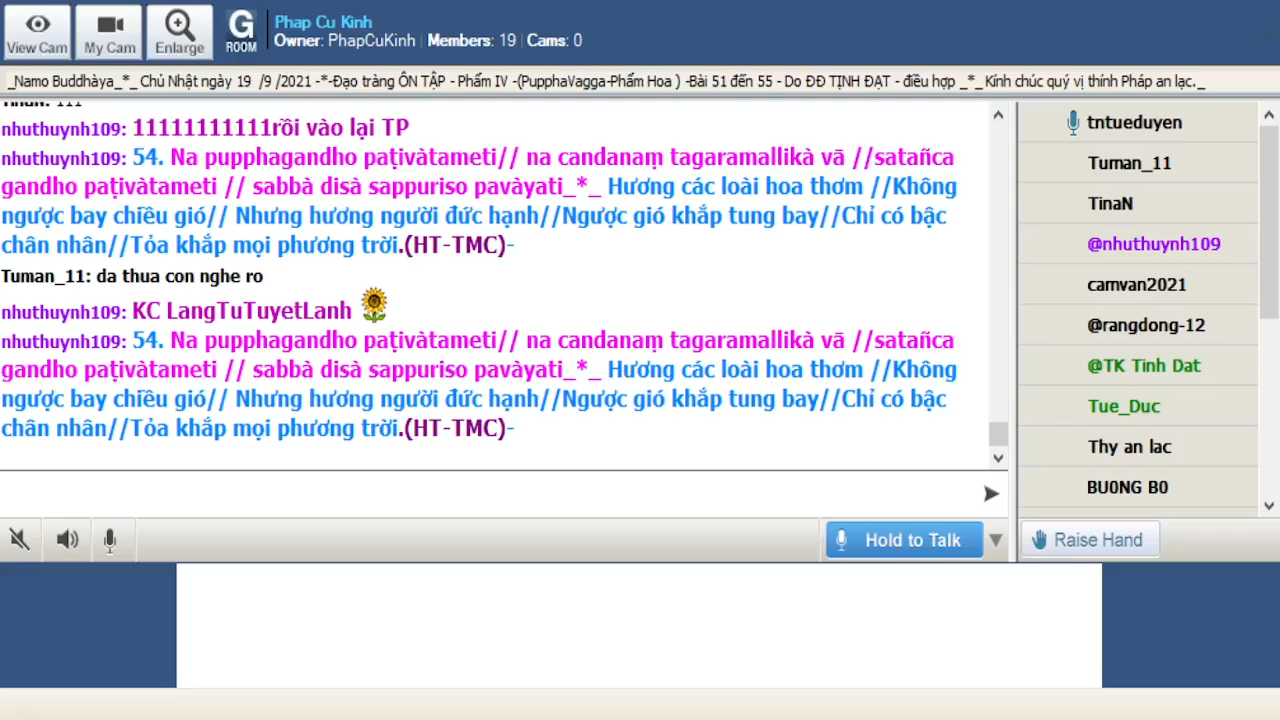 View Cam
My Cam
Enlarge
G
ROOM
Phap Cu Kinh
Owner: PhapCuKinh | Members: 19 | Cams: 0
_Namo Buddhàya_*_ Chủ Nhật ngày 19 /9 /2021 -*-Đạo tràng ÔN TẬP - Phẩm IV -(PupphaVagga-Phẩm Hoa ) -Bài 51 đến 55 - Do ĐĐ TỊNH ĐẠT - điều hợp _*_ Kính chúc quý vị thính Pháp an lạc._
TinaN: 111
nhuthuynh109: 11111111111rồi vào lại TP
nhuthuynh109: 54. Na pupphagandho paṭivàtameti// na candanaṃ tagaramallikà vā //satañca
gandho paṭivàtameti // sabbà disà sappuriso pavàyati_*_ Hương các loài hoa thơm //Không
ngược bay chiều gió// Nhưng hương người đức hạnh//Ngược gió khắp tung bay//Chỉ có bậc
chân nhân//Tỏa khắp mọi phương trời.(HT-TMC)-
Tuman_11: da thua con nghe ro
nhuthuynh109: KC LangTuTuyetLanh
nhuthuynh109: 54. Na pupphagandho paṭivàtameti// na candanaṃ tagaramallikà vā //satañca
gandho paṭivàtameti // sabbà disà sappuriso pavàyati_*_ Hương các loài hoa thơm //Không
ngược bay chiều gió// Nhưng hương người đức hạnh//Ngược gió khắp tung bay//Chỉ có bậc
chân nhân//Tỏa khắp mọi phương trời.(HT-TMC)-
Hold to Talk
tntueduyen
Tuman_11
TinaN
@nhuthuynh109
camvan2021
@rangdong-12
@TK Tinh Dat
Tue_Duc
Thy an lac
BU0NG B0
Raise Hand